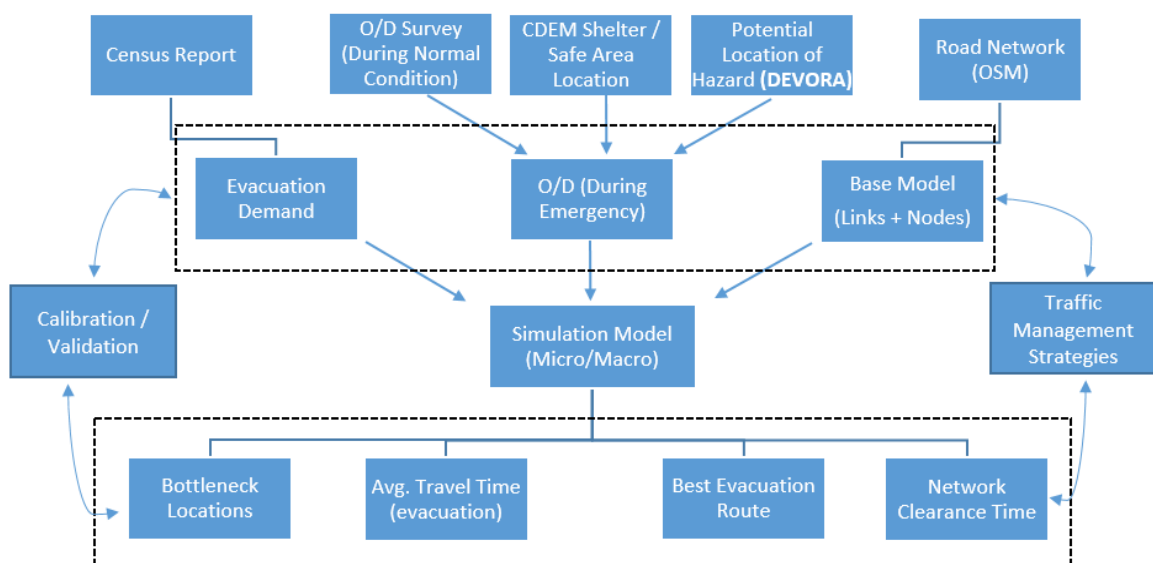 Census Report
O/D Survey
(During Normal
Condition)
CDEM Shelter /
Safe Area
Location
Potential
Location of
Hazard (DEVORA)
Road Network
(OSM)
Evacuation
Demand
O/D (During
Emergency)
Base Model
(Links + Nodes)
Calibration /
Validation
Simulation Model
(Micro/Macro)
Traffic
Management
Strategies
Bottleneck
Locations
Avg. Travel Time
(evacuation)
Best Evacuation
Route
Network
Clearance Time